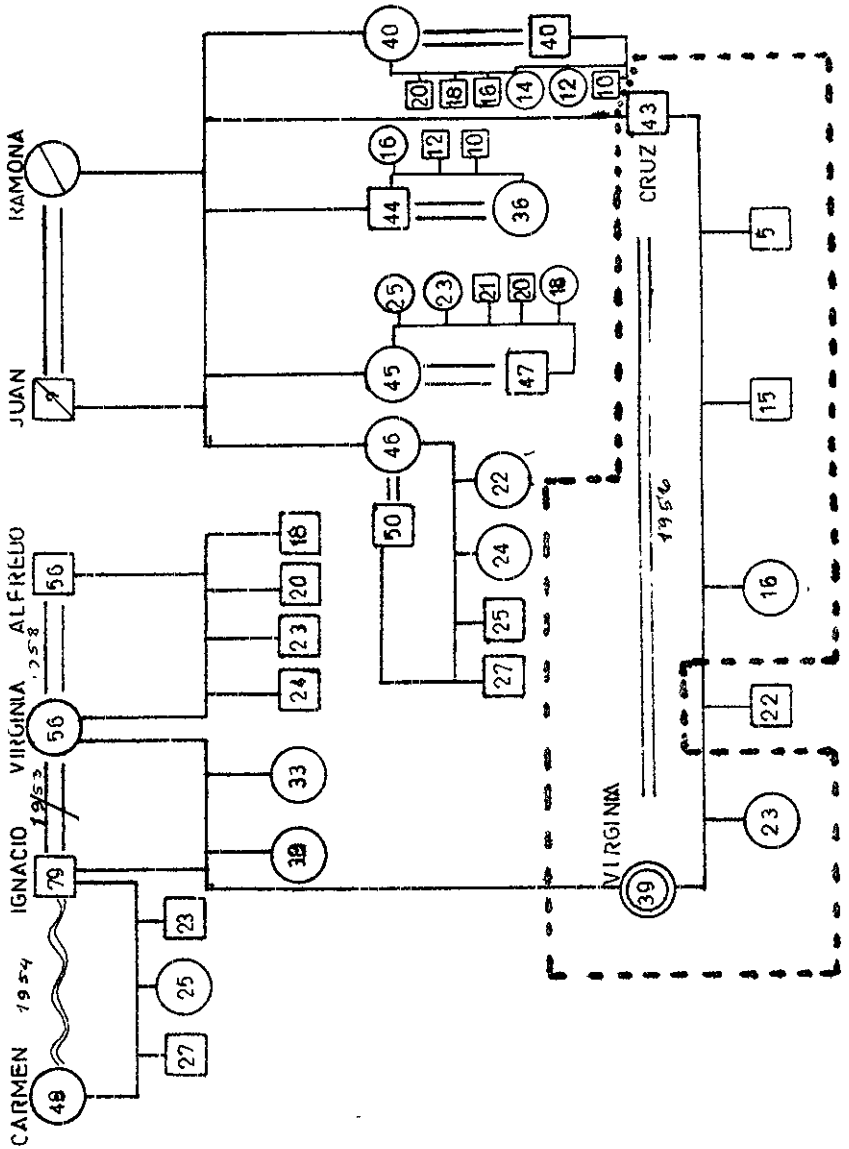 CARMEN 1954 IGNACIO 1953 VIRGINIA 1958 ALFREDO JUAN RAMONA
48 79 56 56
27 25 23
38 33 24 23 20 18
50 46 45 25 23 21 20 18
44 16 12 10
40 20 18 16 14 12 10
47 36 40
27 25 24 22
VIRGINIA CRUZ
39 1956 43
23 22 16 15 5